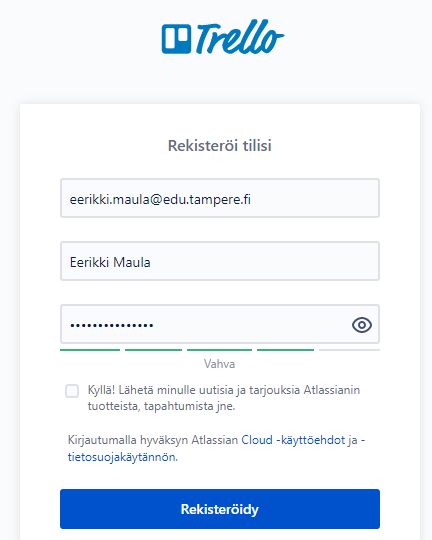 Trello
Rekisteröi tilisi
eerikki.maula@edu.tampere.fi
Eerikki Maula
•••••••••••••••
Vahva
Kyllä! Lähetä minulle uutisia ja tarjouksia Atlassianin
tuotteista, tapahtumista jne.
Kirjautumalla hyväksyn Atlassian Cloud -käyttöehdot ja -
tietosuojakäytännön.
Rekisteröidy